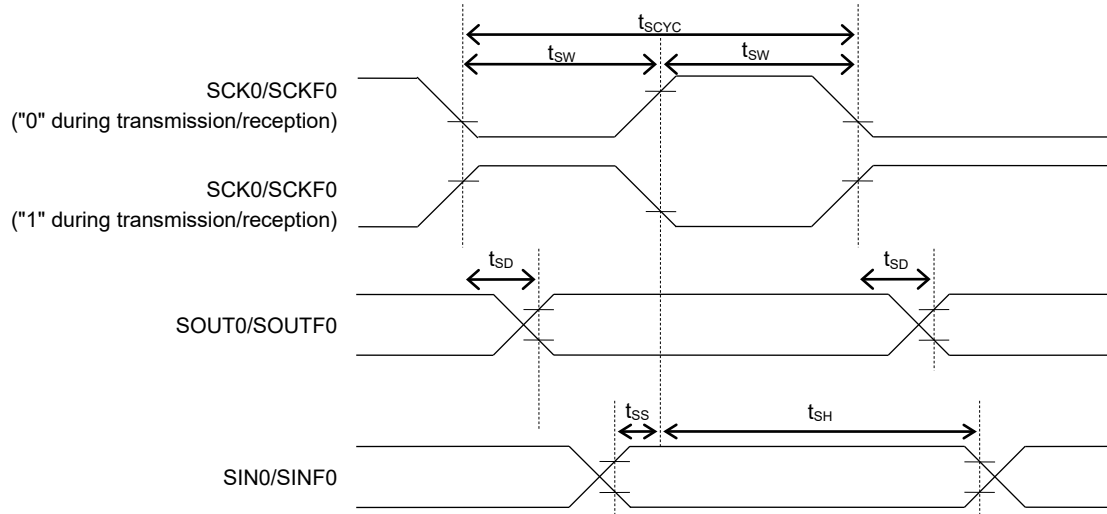 tSCYC
tSW tSW
SCK0/SCKF0
("0" during transmission/reception)
SCK0/SCKF0
("1" during transmission/reception)
tSD tSD
SOUT0/SOUTF0
tSS tSH
SIN0/SINF0